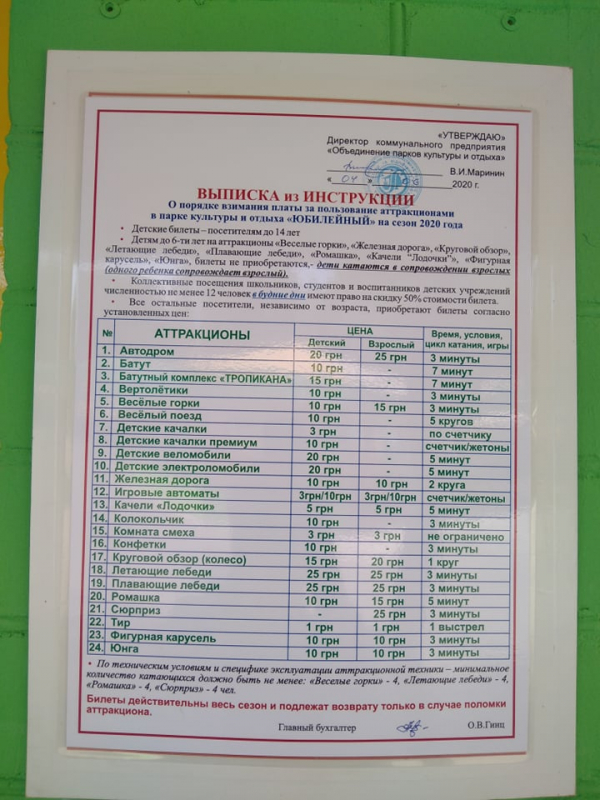 «УТВЕРЖДАЮ»
Директор коммунального предприятия
«Объединение парков культуры и отдыха»
В.И.Маринин
« 04 » 2020 г.
ВЫПИСКА из ИНСТРУКЦИИ
О порядке взимания платы за пользование аттракционами
в парке культуры и отдыха «ЮБИЛЕЙНЫЙ» на сезон 2020 года
• Детские билеты – посетителям до 14 лет
• Детям до 6-ти лет на аттракционы «Веселые горки», «Железная дорога», «Круговой обзор»,
«Летающие лебеди», «Плавающие лебеди», «Ромашка», «Качели "Лодочки"», «Фигурная
карусель», «Юнга», билеты не приобретаются,- дети катаются в сопровождении взрослых
(одного ребенка сопровождает взрослый).
• Коллективные посещения школьников, студентов и воспитанников детских учреждений
численностью не менее 12 человек в будние дни имеют право на скидку 50% стоимости билета.
• Все остальные посетители, независимо от возраста, приобретают билеты согласно
установленных цен:
№ АТТРАКЦИОНЫ ЦЕНА Время, условия,
Детский Взрослый цикл катания, игры
1. Автодром 20 грн 25 грн 3 минуты
2. Батут 10 грн - 7 минут
3. Батутный комплекс «ТРОПИКАНА» 15 грн - 7 минут
4. Вертолётики 10 грн - 3 минуты
5. Весёлые горки 10 грн 15 грн 3 минуты
6. Весёлый поезд 10 грн - 5 кругов
7. Детские качалки 3 грн - по счетчику
8. Детские качалки премиум 10 грн - счетчик/жетоны
9. Детские веломобили 20 грн - 5 минут
10. Детские электроломобили 20 грн - 5 минут
11. Железная дорога 10 грн 10 грн 2 круга
12. Игровые автоматы 3грн/10грн 3грн/10грн счетчик/жетоны
13. Качели «Лодочки» 5 грн 5 грн 5 минут
14. Колокольчик 10 грн - 3 минуты
15. Комната смеха 3 грн 3 грн не ограничено
16. Конфетки 10 грн - 3 минуты
17. Круговой обзор (колесо) 15 грн 20 грн 1 круг
18. Летающие лебеди 25 грн 25 грн 3 минуты
19. Плавающие лебеди 25 грн 25 грн 3 минуты
20. Ромашка 10 грн 15 грн 5 минут
21. Сюрприз - 25 грн 3 минуты
22. Тир 1 грн 1 грн 1 выстрел
23. Фигурная карусель 10 грн 10 грн 3 минуты
24. Юнга 10 грн 10 грн 3 минуты
• По техническим условиям и специфике эксплуатации аттракционной техники – минимальное
количество катающихся должно быть не менее: «Веселые горки» - 4, «Летающие лебеди» - 4,
«Ромашка» - 4, «Сюрприз» - 4 чел.
Билеты действительны весь сезон и подлежат возврату только в случае поломки
аттракциона.
Главный бухгалтер О.В.Гинц